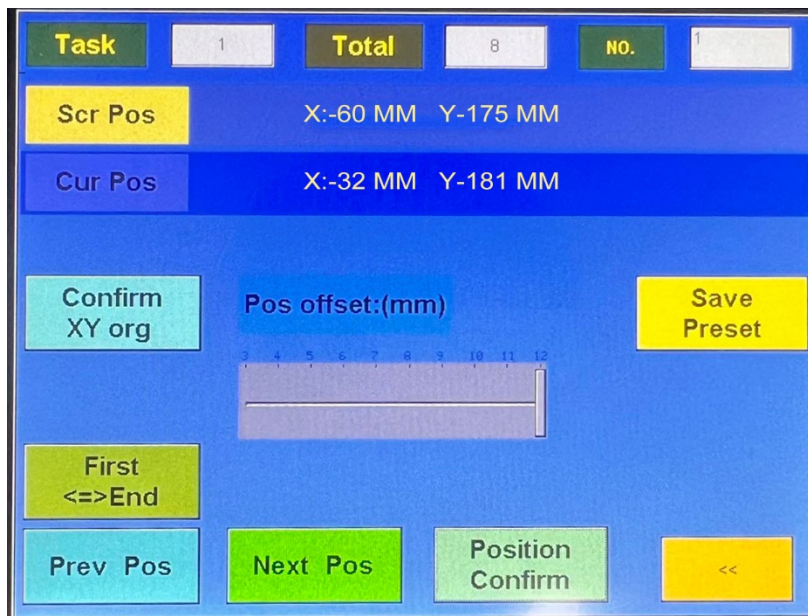 Task 1 Total 8 NO. 1
Scr Pos X:-60 MM Y-175 MM
Cur Pos X:-32 MM Y-181 MM
Confirm
XY org
Pos offset:(mm)
Save
Preset
3 4 5 6 7 8 9 10 11 12
First
<=>End
Prev Pos
Next Pos
Position
Confirm
<<